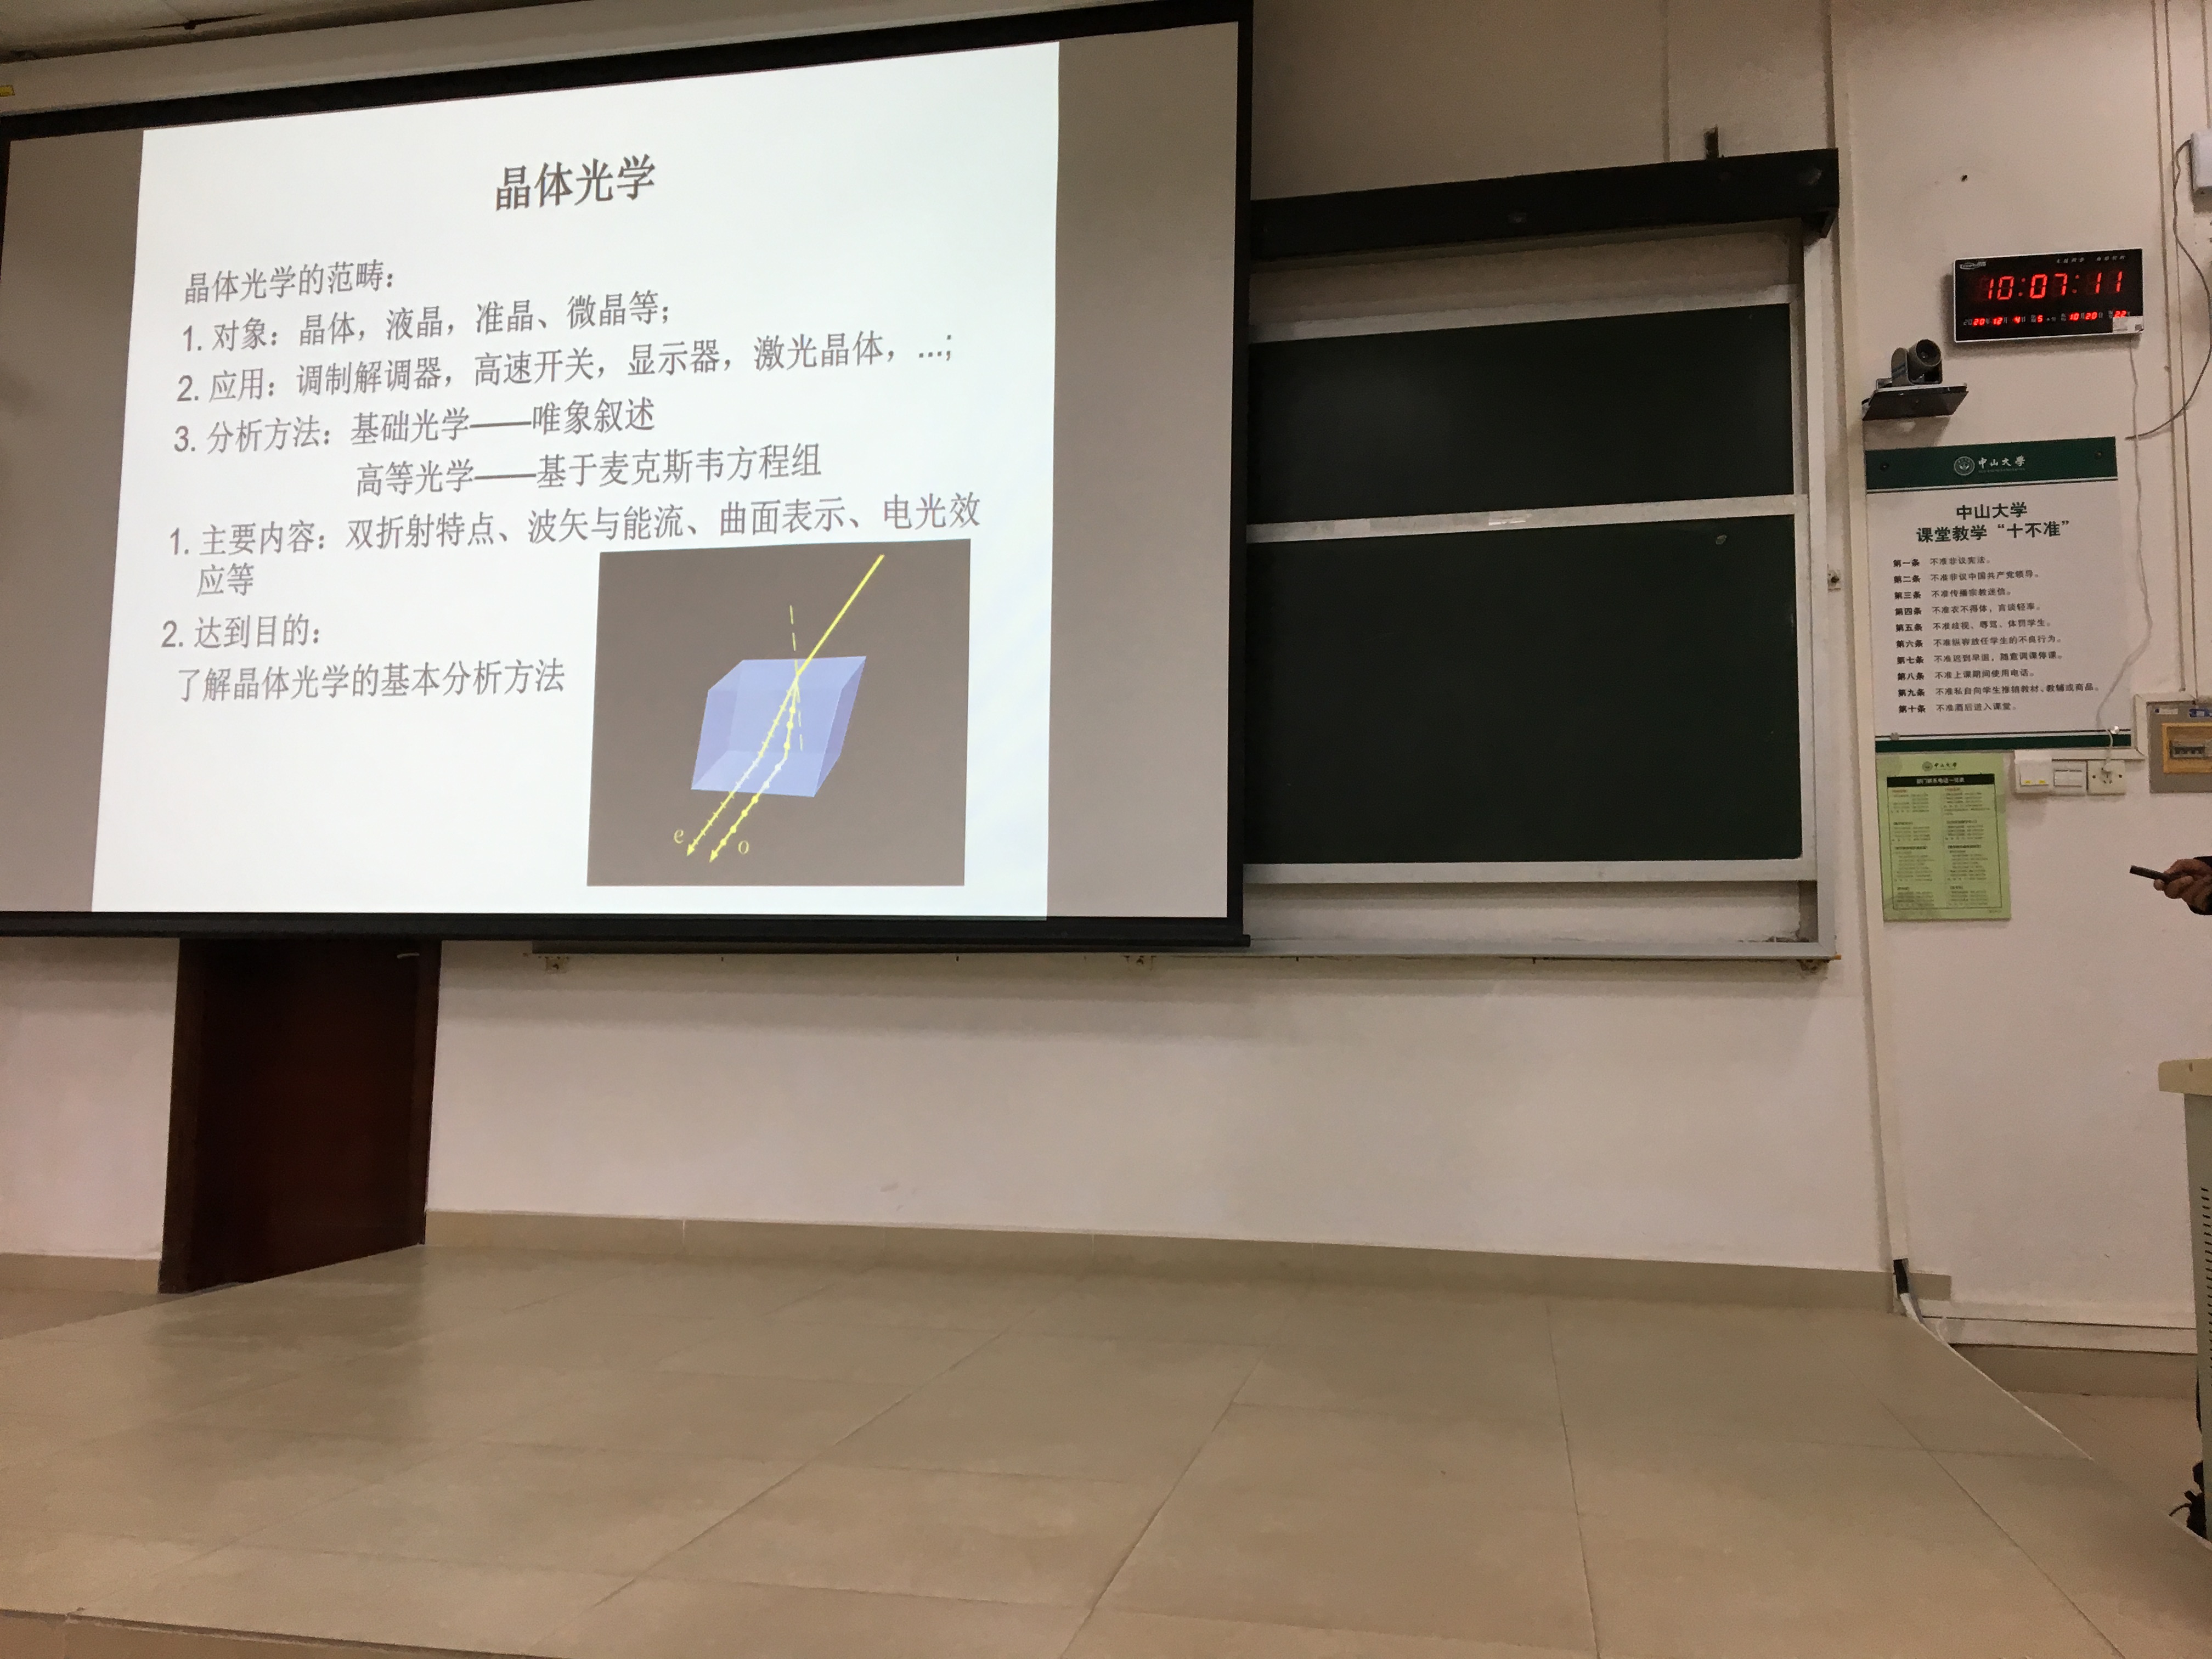 晶体光学
晶体光学的范畴：
1. 对象：晶体，液晶，准晶、微晶等；
2. 应用：调制解调器，高速开关，显示器，激光晶体，...;
3. 分析方法：基础光学——唯象叙述
高等光学——基于麦克斯韦方程组
1. 主要内容：双折射特点、波矢与能流、曲面表示、电光效
应等
2. 达到目的：
了解晶体光学的基本分析方法
e
o
10:07:11
中山大学
中山大学
课堂教学“十不准”
第一条 不准非议宪法。
第二条 不准非议中国共产党领导。
第三条 不准传播宗教迷信。
第四条 不准衣不得体，言谈轻率。
第五条 不准歧视、辱骂、体罚学生。
第六条 不准纵容放任学生的不良行为。
第七条 不准迟到早退，随意调课停课。
第八条 不准上课期间使用电话。
第九条 不准私自向学生推销教材、教辅或商品。
第十条 不准酒后进入课堂。
中山大学